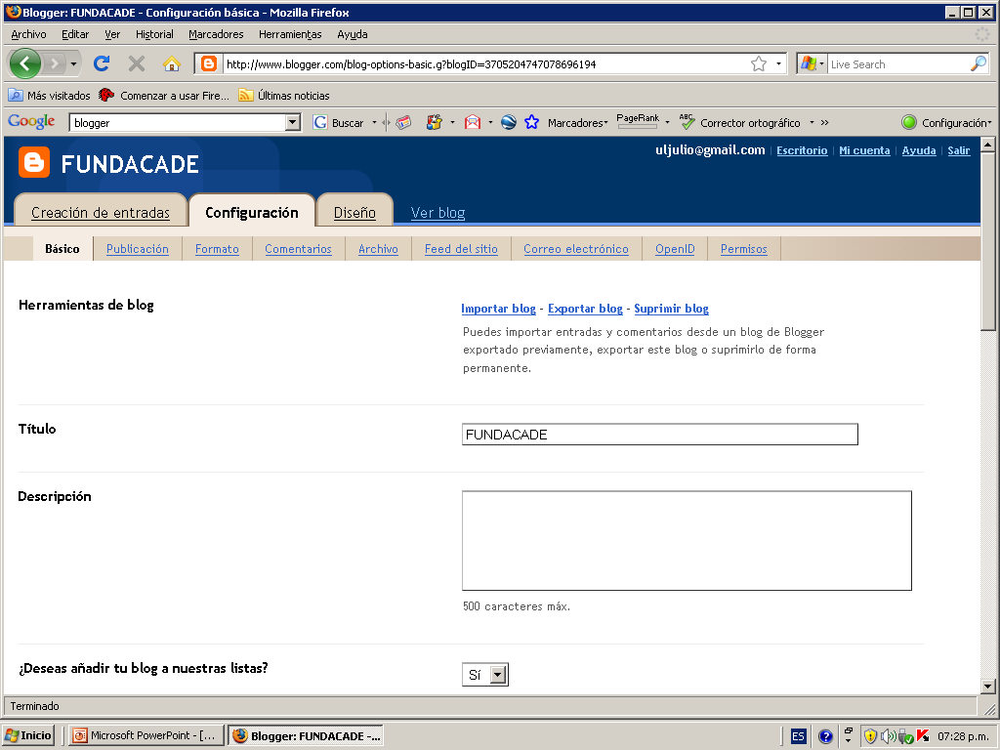 Blogger: FUNDACADE - Configuración básica - Mozilla Firefox
Archivo Editar Ver Historial Marcadores Herramientas Ayuda
http://www.blogger.com/blog-options-basic.g?blogID=3705204747078696194 Live Search
Más visitados Comenzar a usar Fire... Últimas noticias
Google blogger G Buscar Marcadores PageRank ABC Corrector ortográfico » Configuración
FUNDACADE
uljulio@gmail.com | Escritorio | Mi cuenta | Ayuda | Salir
Creación de entradas Configuración Diseño Ver blog
Básico Publicación Formato Comentarios Archivo Feed del sitio Correo electrónico OpenID Permisos
Herramientas de blog
Importar blog - Exportar blog - Suprimir blog
Puedes importar entradas y comentarios desde un blog de Blogger
exportado previamente, exportar este blog o suprimirlo de forma
permanente.
Título
FUNDACADE
Descripción
500 caracteres máx.
¿Deseas añadir tu blog a nuestras listas?
Sí
Terminado
Inicio Microsoft PowerPoint - [... Blogger: FUNDACADE -... ES ? 07:28 p.m.